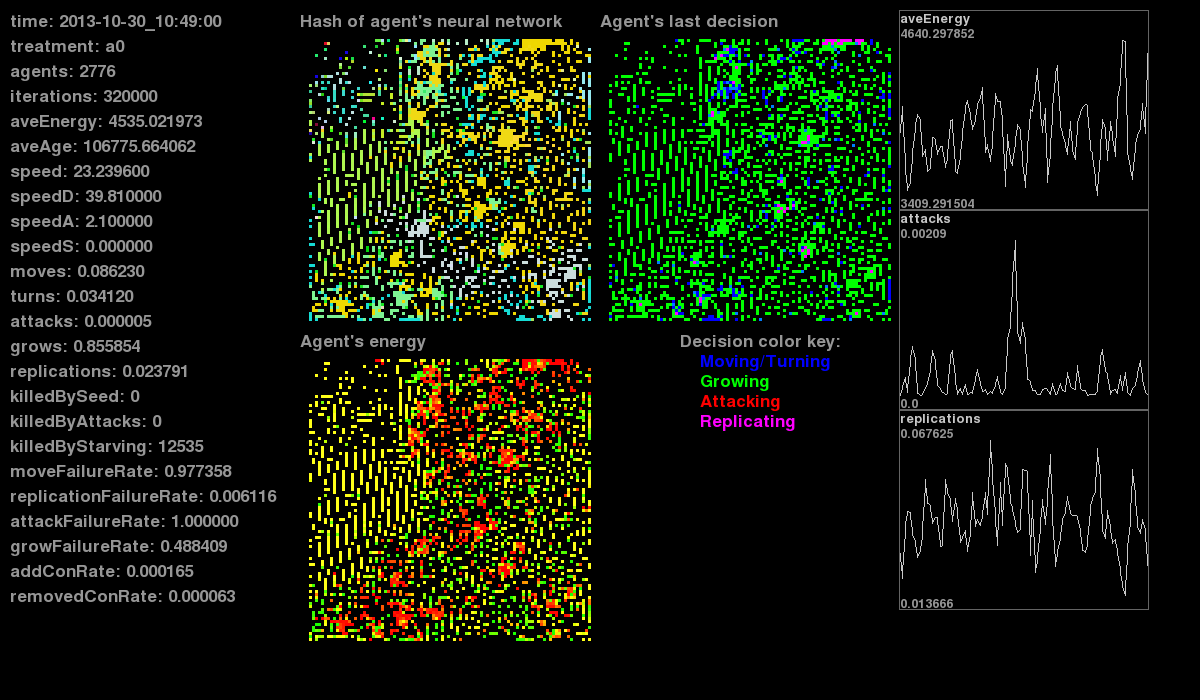 time: 2013-10-30_10:49:00
treatment: a0
agents: 2776
iterations: 320000
aveEnergy: 4535.021973
aveAge: 106775.664062
speed: 23.239600
speedD: 39.810000
speedA: 2.100000
speedS: 0.000000
moves: 0.086230
turns: 0.034120
attacks: 0.000005
grows: 0.855854
replications: 0.023791
killedBySeed: 0
killedByAttacks: 0
killedByStarving: 12535
moveFailureRate: 0.977358
replicationFailureRate: 0.006116
attackFailureRate: 1.000000
growFailureRate: 0.488409
addConRate: 0.000165
removedConRate: 0.000063
Hash of agent's neural network
Agent's last decision
Agent's energy
Decision color key:
Moving/Turning
Growing
Attacking
Replicating
aveEnergy
4640.297852
3409.291504
attacks
0.00209
0.0
replications
0.067625
0.013666